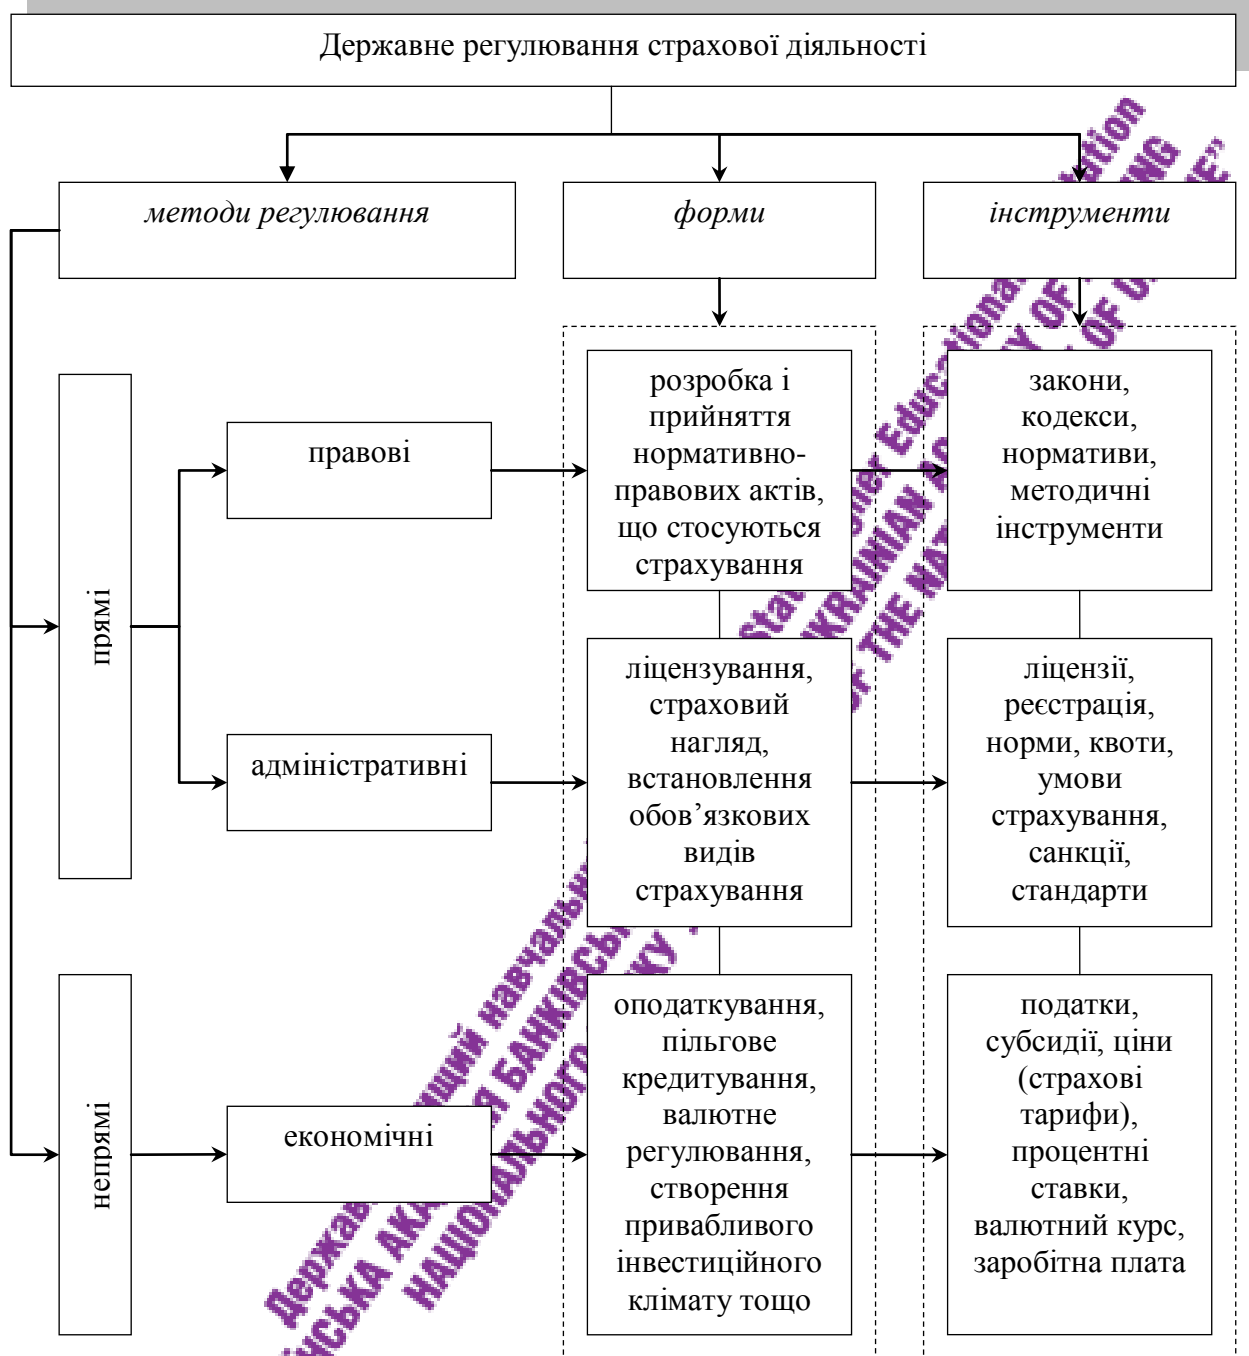 Державне регулювання страхової діяльності
методи регулювання
форми
інструменти
прямі
правові
розробка і
прийняття
нормативно-
правових актів,
що стосуються
страхування
закони,
кодекси,
нормативи,
методичні
інструменти
адміністративні
ліцензування,
страховий
нагляд,
встановлення
обов’язкових
видів
страхування
ліцензії,
реєстрація,
норми, квоти,
умови
страхування,
санкції,
стандарти
непрямі
економічні
оподаткування,
пільгове
кредитування,
валютне
регулювання,
створення
привабливого
інвестиційного
клімату тощо
податки,
субсидії, ціни
(страхові
тарифи),
процентні
ставки,
валютний курс,
заробітна плата